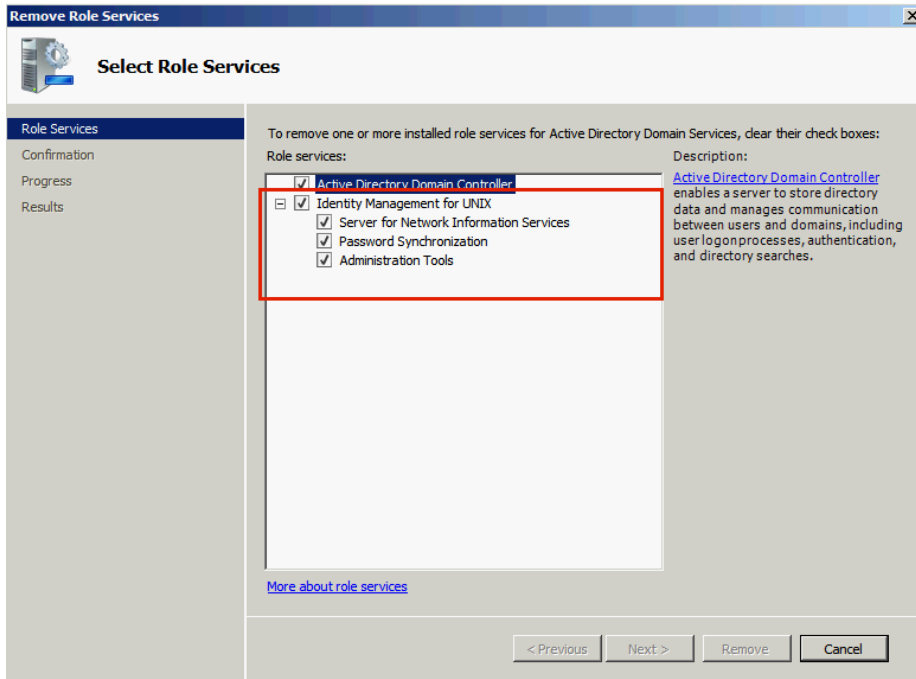 Remove Role Services
Select Role Services
Role Services
Confirmation
Progress
Results
To remove one or more installed role services for Active Directory Domain Services, clear their check boxes:
Role services:
Active Directory Domain Controller
Identity Management for UNIX
Server for Network Information Services
Password Synchronization
Administration Tools
Description:
Active Directory Domain Controller
enables a server to store directory
data and manages communication
between users and domains, including
user logon processes, authentication,
and directory searches.
More about role services
< Previous
Next >
Remove
Cancel